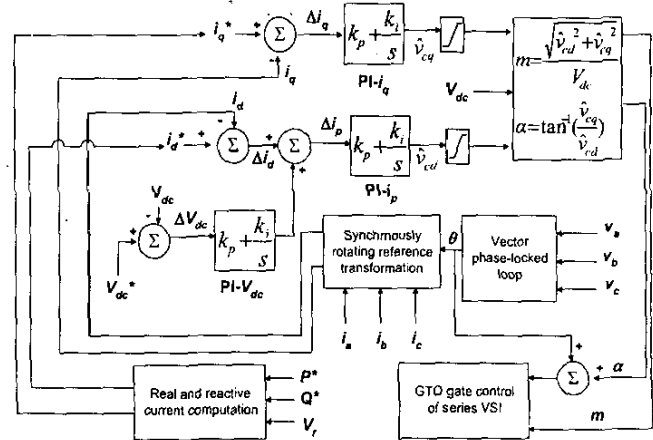 i_q* + Σ Δi_q k_p + k_i/s v̂_cq
- i_q PI-i_q
m = √(v̂_cd² + v̂_cq²) / V_dc
V_dc
α = tan⁻¹(v̂_cq / v̂_cd)
i_d -
i_d* + Σ + Σ Δi_p k_p + k_i/s v̂_cd
Δi_d + PI-i_p
V_dc -
+ Σ ΔV_dc k_p + k_i/s
V_dc* PI-V_dc
Synchrnously
rotating reference
transformation
θ
Vector
phase-locked
loop
v_a
v_b
v_c
i_a i_b i_c
Real and reactive
current computation
P*
Q*
V_r
GTO gate control
of series VSI
+ Σ + α
m